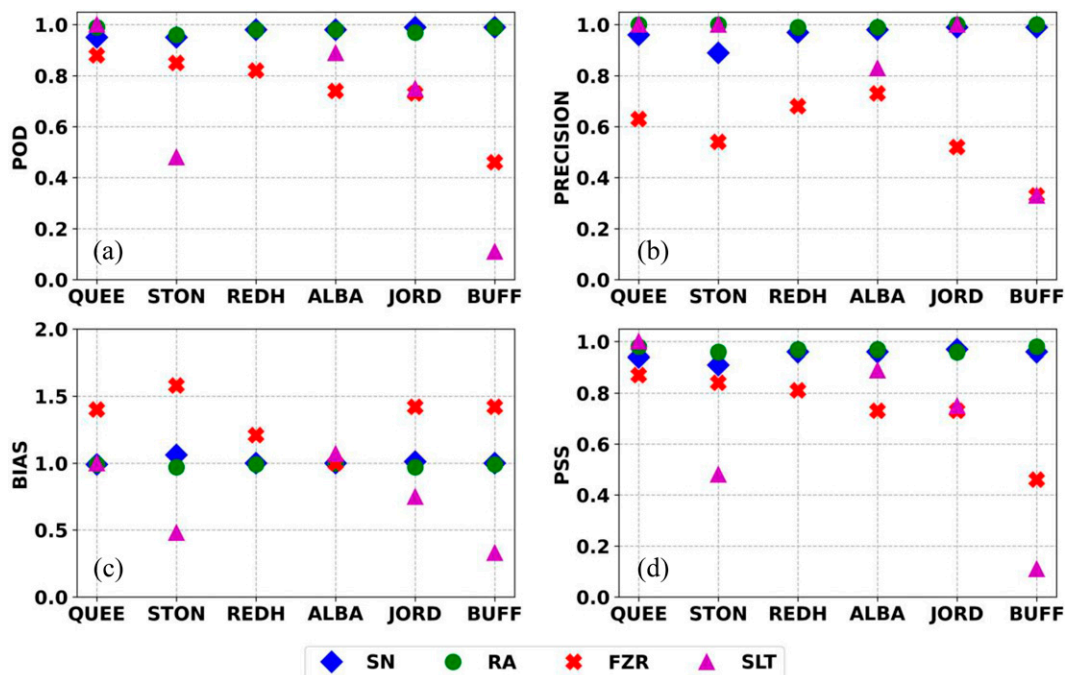 1.0
0.8
0.6
0.4
0.2
0.0
POD
(a)
QUEE STON REDH ALBA JORD BUFF
1.0
0.8
0.6
0.4
0.2
0.0
PRECISION
(b)
QUEE STON REDH ALBA JORD BUFF
2.0
1.5
1.0
0.5
0.0
BIAS
(c)
QUEE STON REDH ALBA JORD BUFF
1.0
0.8
0.6
0.4
0.2
0.0
PSS
(d)
QUEE STON REDH ALBA JORD BUFF
SN RA FZR SLT